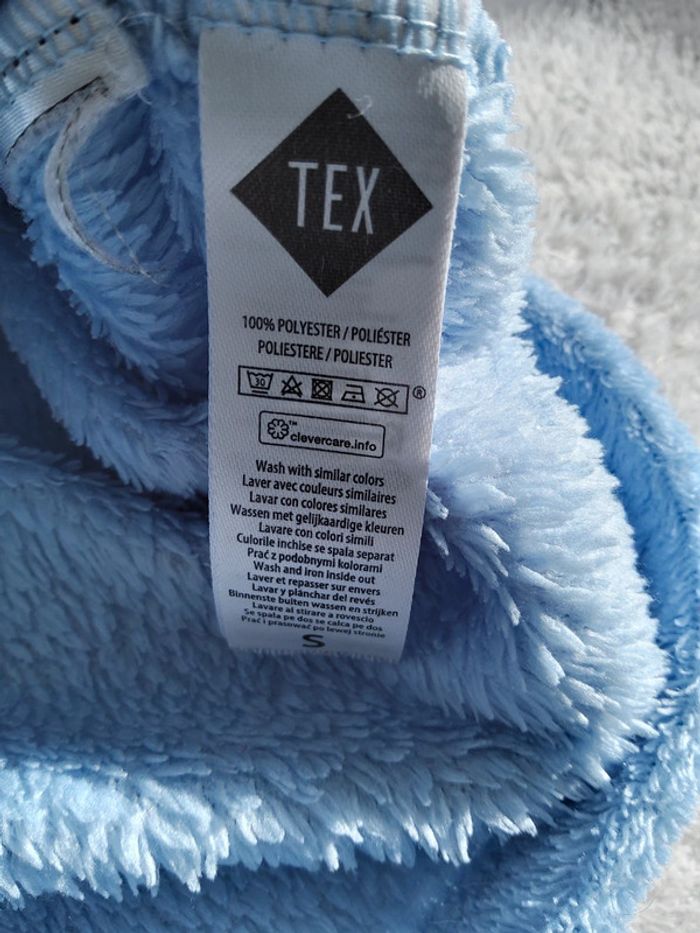 TEX
100% POLYESTER / POLIÉSTER
POLIESTERE / POLIESTER
30
®
™
clevercare.info
Wash with similar colors
Laver avec couleurs similaires
Lavar con colores similares
Wassen met gelijkaardige kleuren
Lavare con colori simili
Culorile inchise se spala separat
Prać z podobnymi kolorami
Wash and iron inside out
Laver et repasser sur envers
Lavar y plánchar del revés
Binnenste buiten wassen en strijken
Lavare al stirare a rovescio
Se spala pe dos se calca pe dos
Prać i prasować po lewej stronie
S